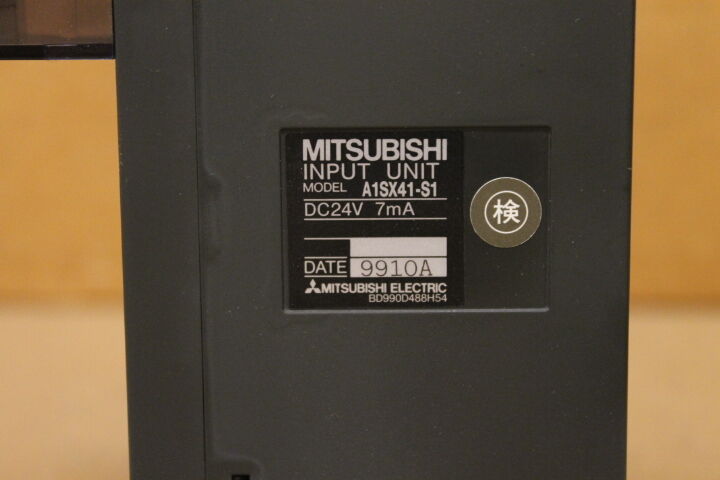 MITSUBISHI
INPUT UNIT
MODEL A1SX41-S1
DC24V 7mA
DATE 9910A
MITSUBISHI ELECTRIC
BD990D488H54
検